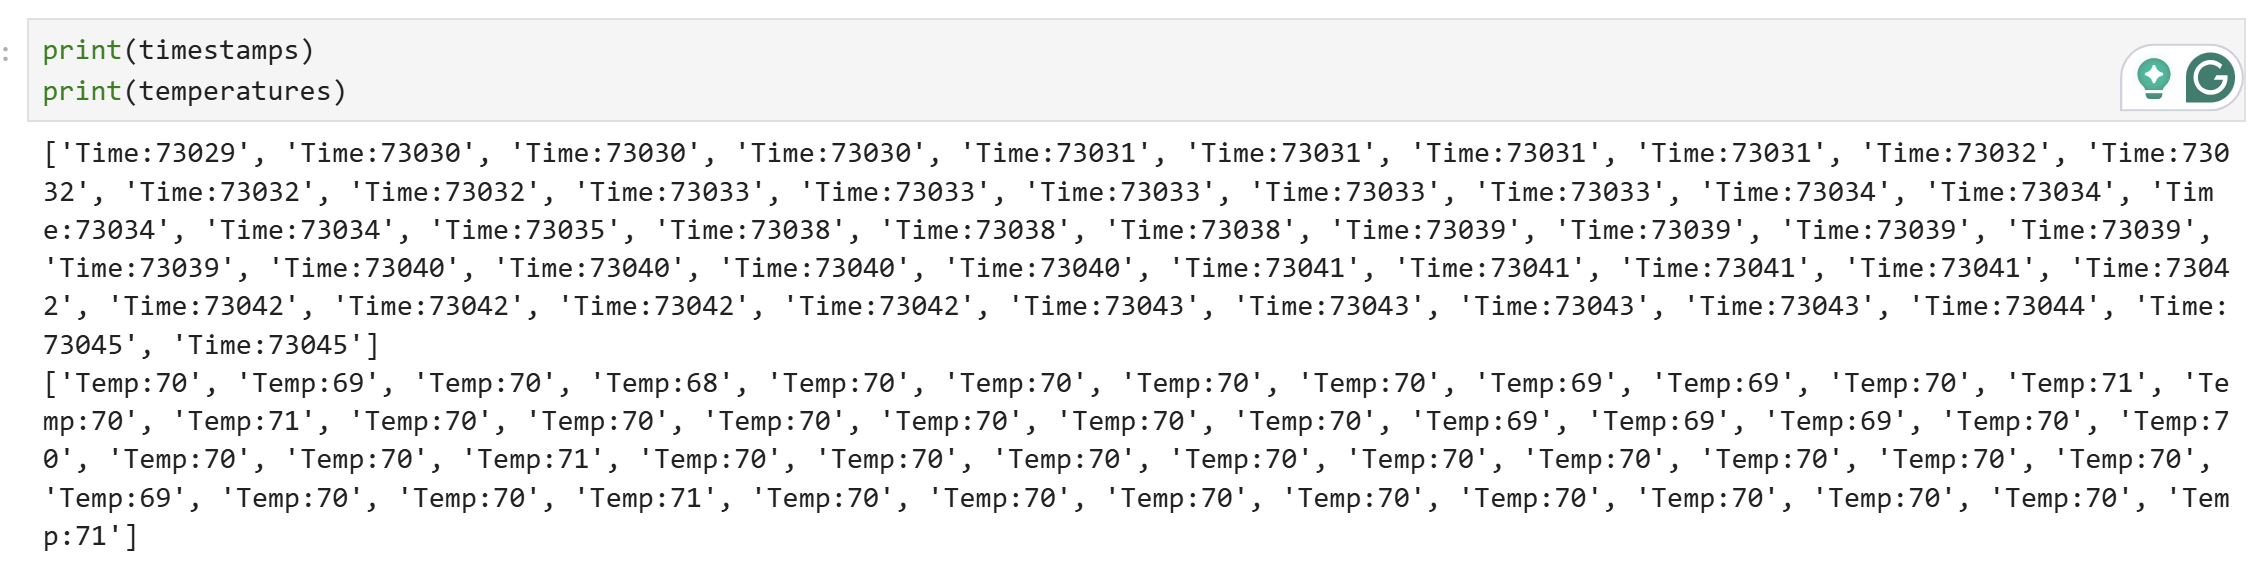 :
print(timestamps)
print(temperatures)
G
['Time:73029', 'Time:73030', 'Time:73030', 'Time:73030', 'Time:73031', 'Time:73031', 'Time:73031', 'Time:73031', 'Time:73032', 'Time:730
32', 'Time:73032', 'Time:73032', 'Time:73033', 'Time:73033', 'Time:73033', 'Time:73033', 'Time:73033', 'Time:73034', 'Time:73034', 'Tim
e:73034', 'Time:73034', 'Time:73035', 'Time:73038', 'Time:73038', 'Time:73038', 'Time:73039', 'Time:73039', 'Time:73039', 'Time:73039',
'Time:73039', 'Time:73040', 'Time:73040', 'Time:73040', 'Time:73040', 'Time:73041', 'Time:73041', 'Time:73041', 'Time:73041', 'Time:7304
2', 'Time:73042', 'Time:73042', 'Time:73042', 'Time:73042', 'Time:73043', 'Time:73043', 'Time:73043', 'Time:73043', 'Time:73044', 'Time:
73045', 'Time:73045']
['Temp:70', 'Temp:69', 'Temp:70', 'Temp:68', 'Temp:70', 'Temp:70', 'Temp:70', 'Temp:70', 'Temp:69', 'Temp:69', 'Temp:70', 'Temp:71', 'Te
mp:70', 'Temp:71', 'Temp:70', 'Temp:70', 'Temp:70', 'Temp:70', 'Temp:70', 'Temp:70', 'Temp:69', 'Temp:69', 'Temp:69', 'Temp:70', 'Temp:7
0', 'Temp:70', 'Temp:70', 'Temp:71', 'Temp:70', 'Temp:70', 'Temp:70', 'Temp:70', 'Temp:70', 'Temp:70', 'Temp:70', 'Temp:70', 'Temp:70',
'Temp:69', 'Temp:70', 'Temp:70', 'Temp:71', 'Temp:70', 'Temp:70', 'Temp:70', 'Temp:70', 'Temp:70', 'Temp:70', 'Temp:70', 'Temp:70', 'Tem
p:71']